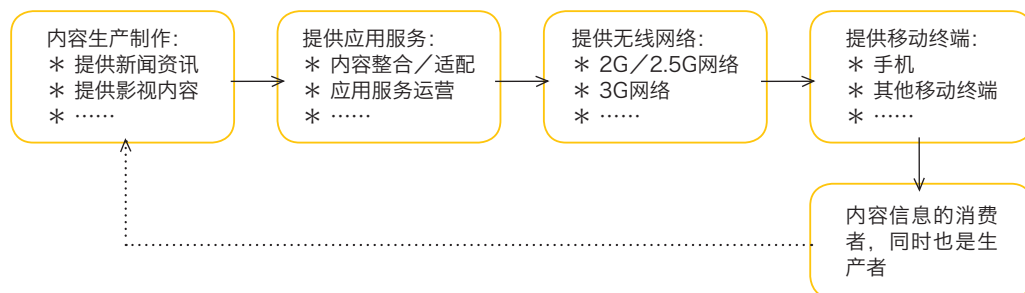 内容生产制作：
＊ 提供新闻资讯
＊ 提供影视内容
＊ ……
提供应用服务：
＊ 内容整合／适配
＊ 应用服务运营
＊ ……
提供无线网络：
＊ 2G／2.5G网络
＊ 3G网络
＊ ……
提供移动终端：
＊ 手机
＊ 其他移动终端
＊ ……
内容信息的消费
者，同时也是生
产者